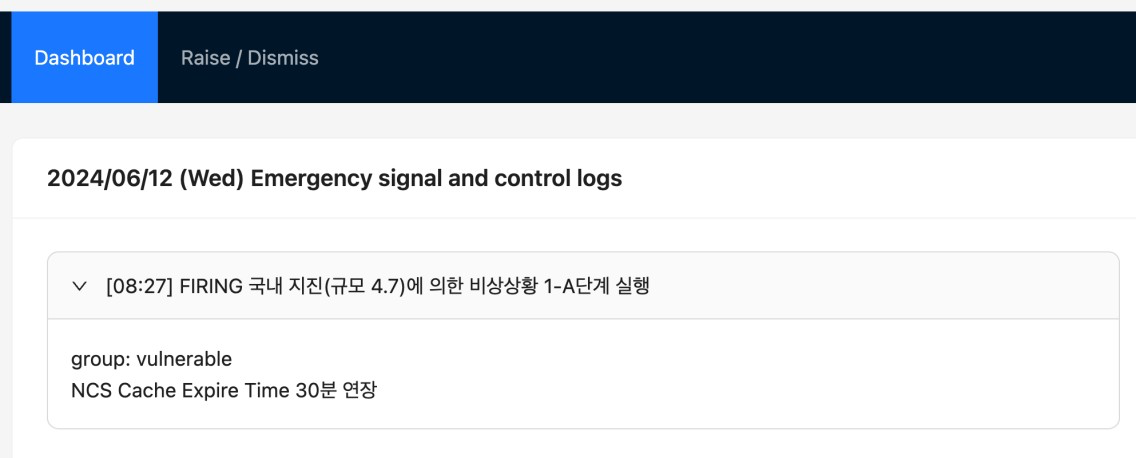 Dashboard Raise / Dismiss
2024/06/12 (Wed) Emergency signal and control logs
[08:27] FIRING 국내 지진(규모 4.7)에 의한 비상상황 1-A단계 실행
group: vulnerable
NCS Cache Expire Time 30분 연장